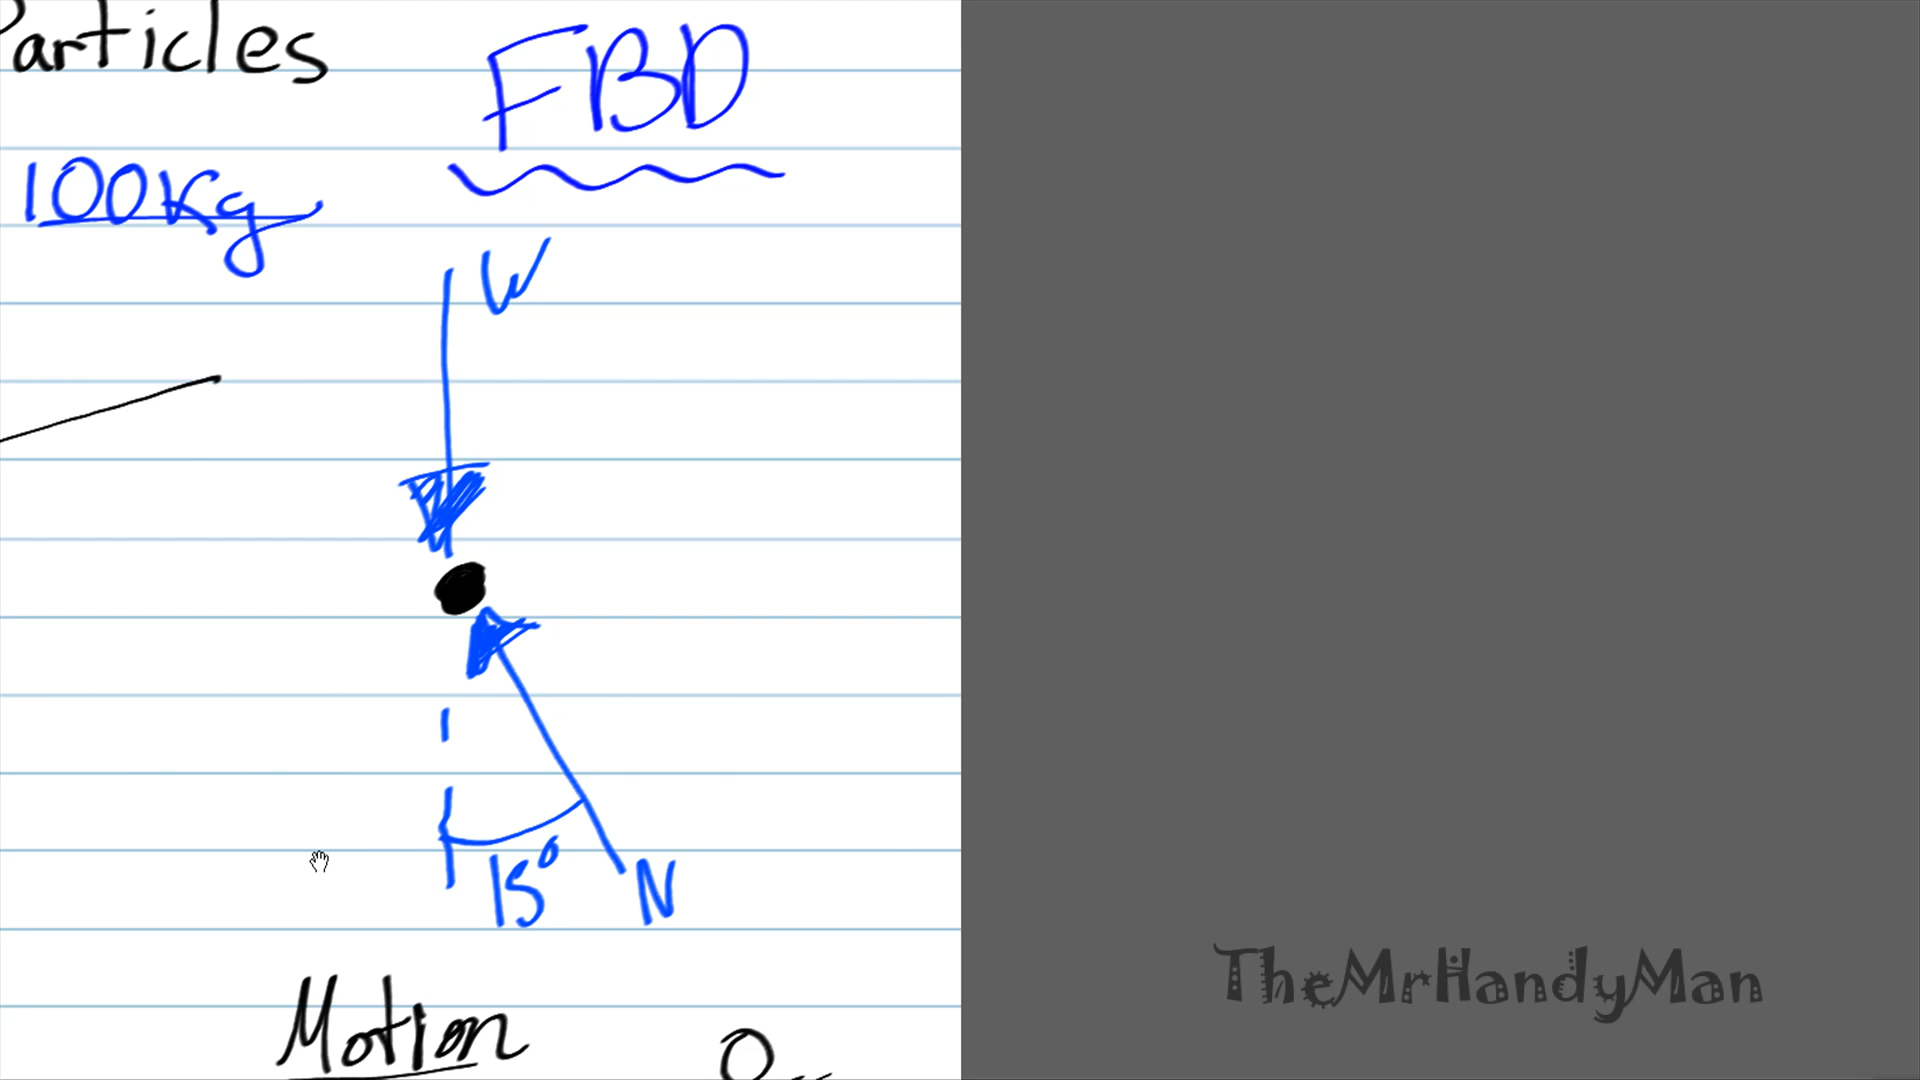 Particles
FBD
100Kg
W
15°
N
Motion
TheMrHandyMan